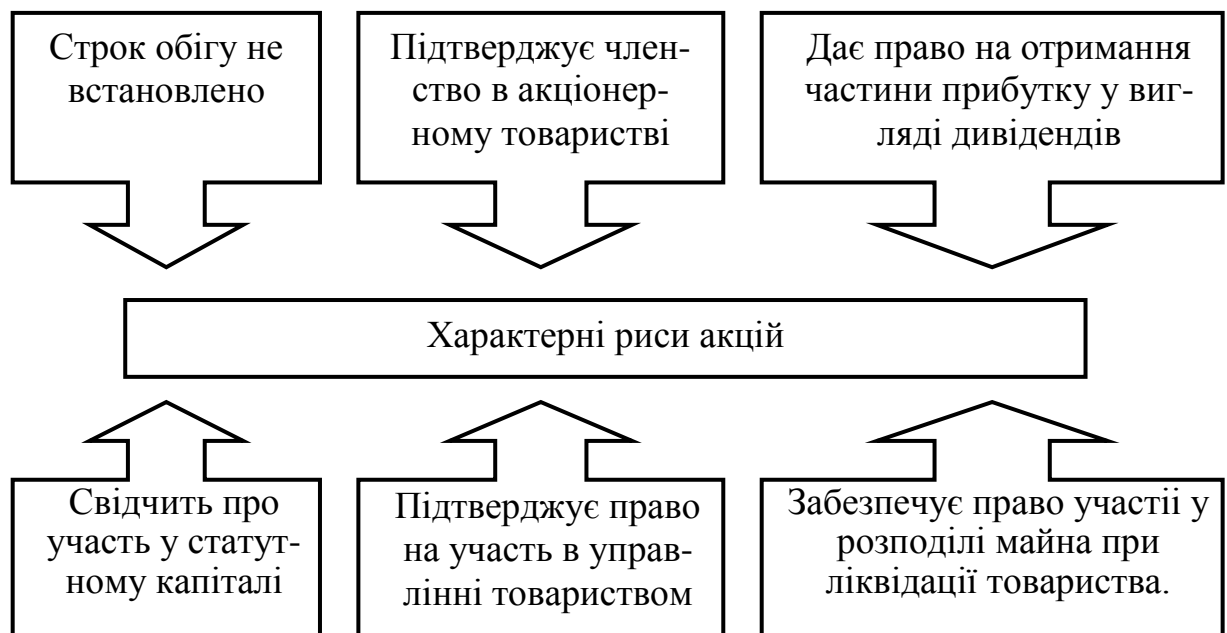 Строк обігу не
встановлено
Підтверджує член-
ство в акціонер-
ному товаристві
Дає право на отримання
частини прибутку у виг-
ляді дивідендів
Характерні риси акцій
Свідчить про
участь у статут-
ному капіталі
Підтверджує право
на участь в управ-
лінні товариством
Забезпечує право участіі у
розподілі майна при
ліквідації товариства.